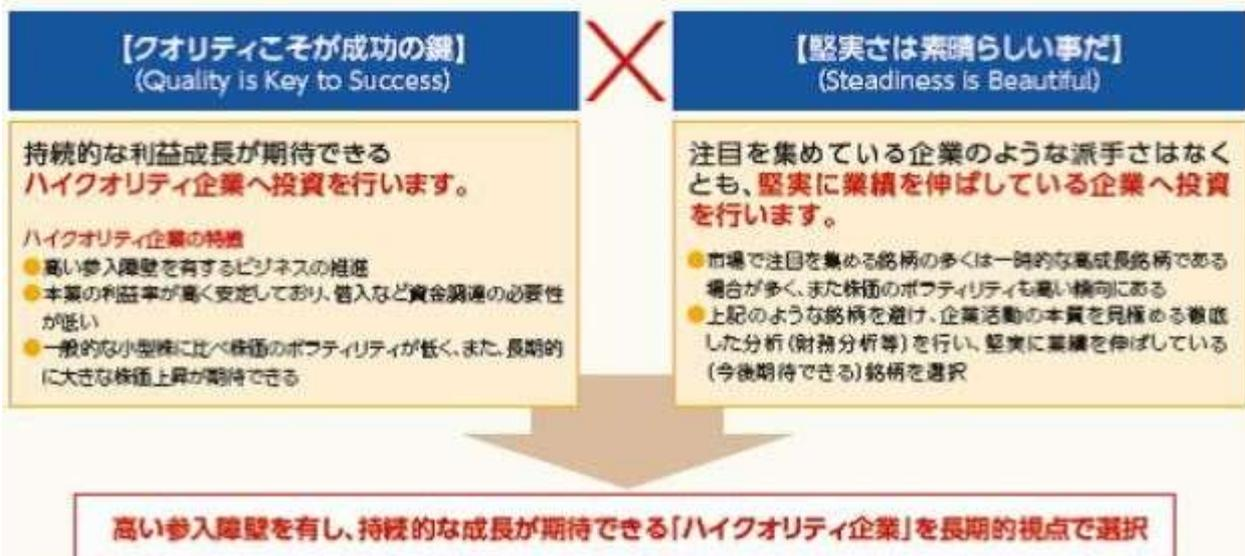 【クオリティこそが成功の鍵】
(Quality is Key to Success)
持続的な利益成長が期待できる
ハイクオリティ企業へ投資を行います。
ハイクオリティ企業の特徴
●高い参入障壁を有するビジネスの推進
●本業の利益率が高く安定しており、借入など資金調達の必要性
が低い
●一般的な小型株に比べ株価のボラティリティが低く、また、長期的
に大きな株価上昇が期待できる
【堅実さは素晴らしい事だ】
(Steadiness is Beautiful)
注目を集めている企業のような派手さはなく
とも、堅実に業績を伸ばしている企業へ投資
を行います。
●市場で注目を集める銘柄の多くは一時的な高成長銘柄である
場合が多く、また株価のボラティリティも高い傾向にある
●上記のような銘柄を避け、企業活動の本質を見極める徹底
した分析(財務分析等)を行い、堅実に業績を伸ばしている
(今後期待できる)銘柄を選択
高い参入障壁を有し、持続的な成長が期待できる「ハイクオリティ企業」を長期的視点で選択